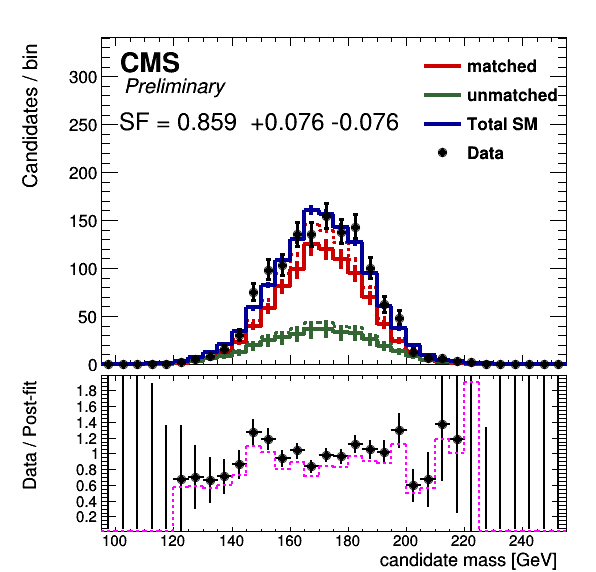 CMS
Preliminary
SF = 0.859 +0.076 -0.076
matched
unmatched
Total SM
Data
Candidates / bin
300
250
200
150
100
50
0
Data / Post-fit
1.8
1.6
1.4
1.2
1
0.8
0.6
0.4
0.2
100 120 140 160 180 200 220 240
candidate mass [GeV]